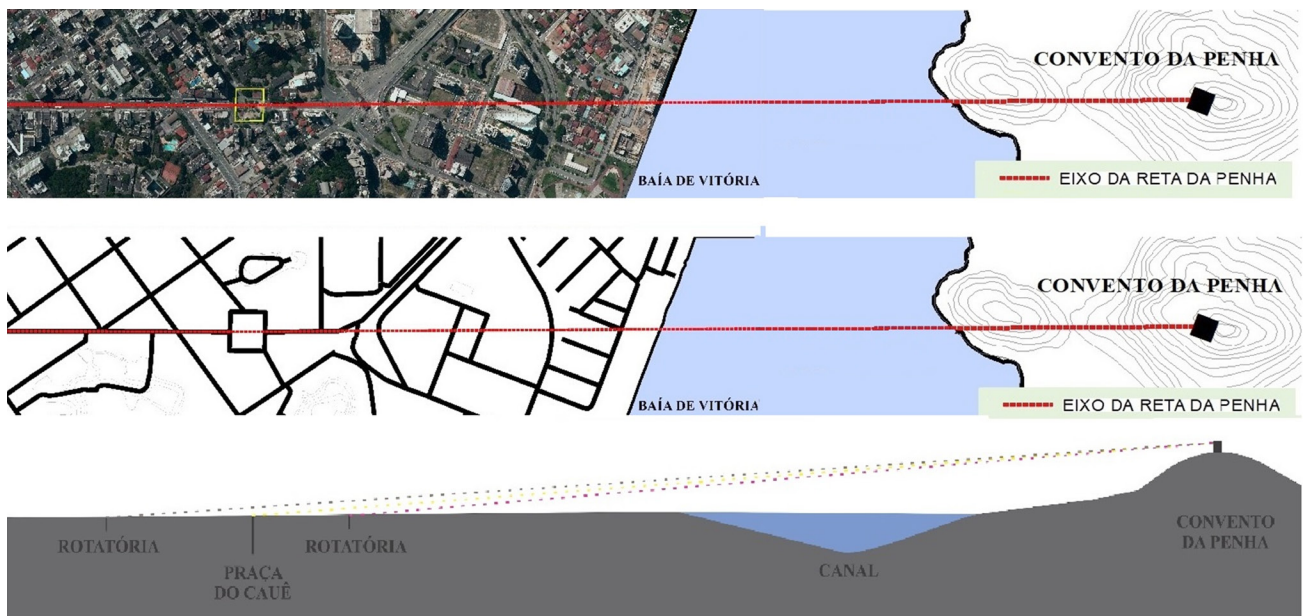 CONVENTO DA PENHA
BAÍA DE VITÓRIA
EIXO DA RETA DA PENHA
CONVENTO DA PENHA
BAÍA DE VITÓRIA
EIXO DA RETA DA PENHA
ROTATÓRIA
PRAÇA
DO CAUÊ
ROTATÓRIA
CANAL
CONVENTO
DA PENHA